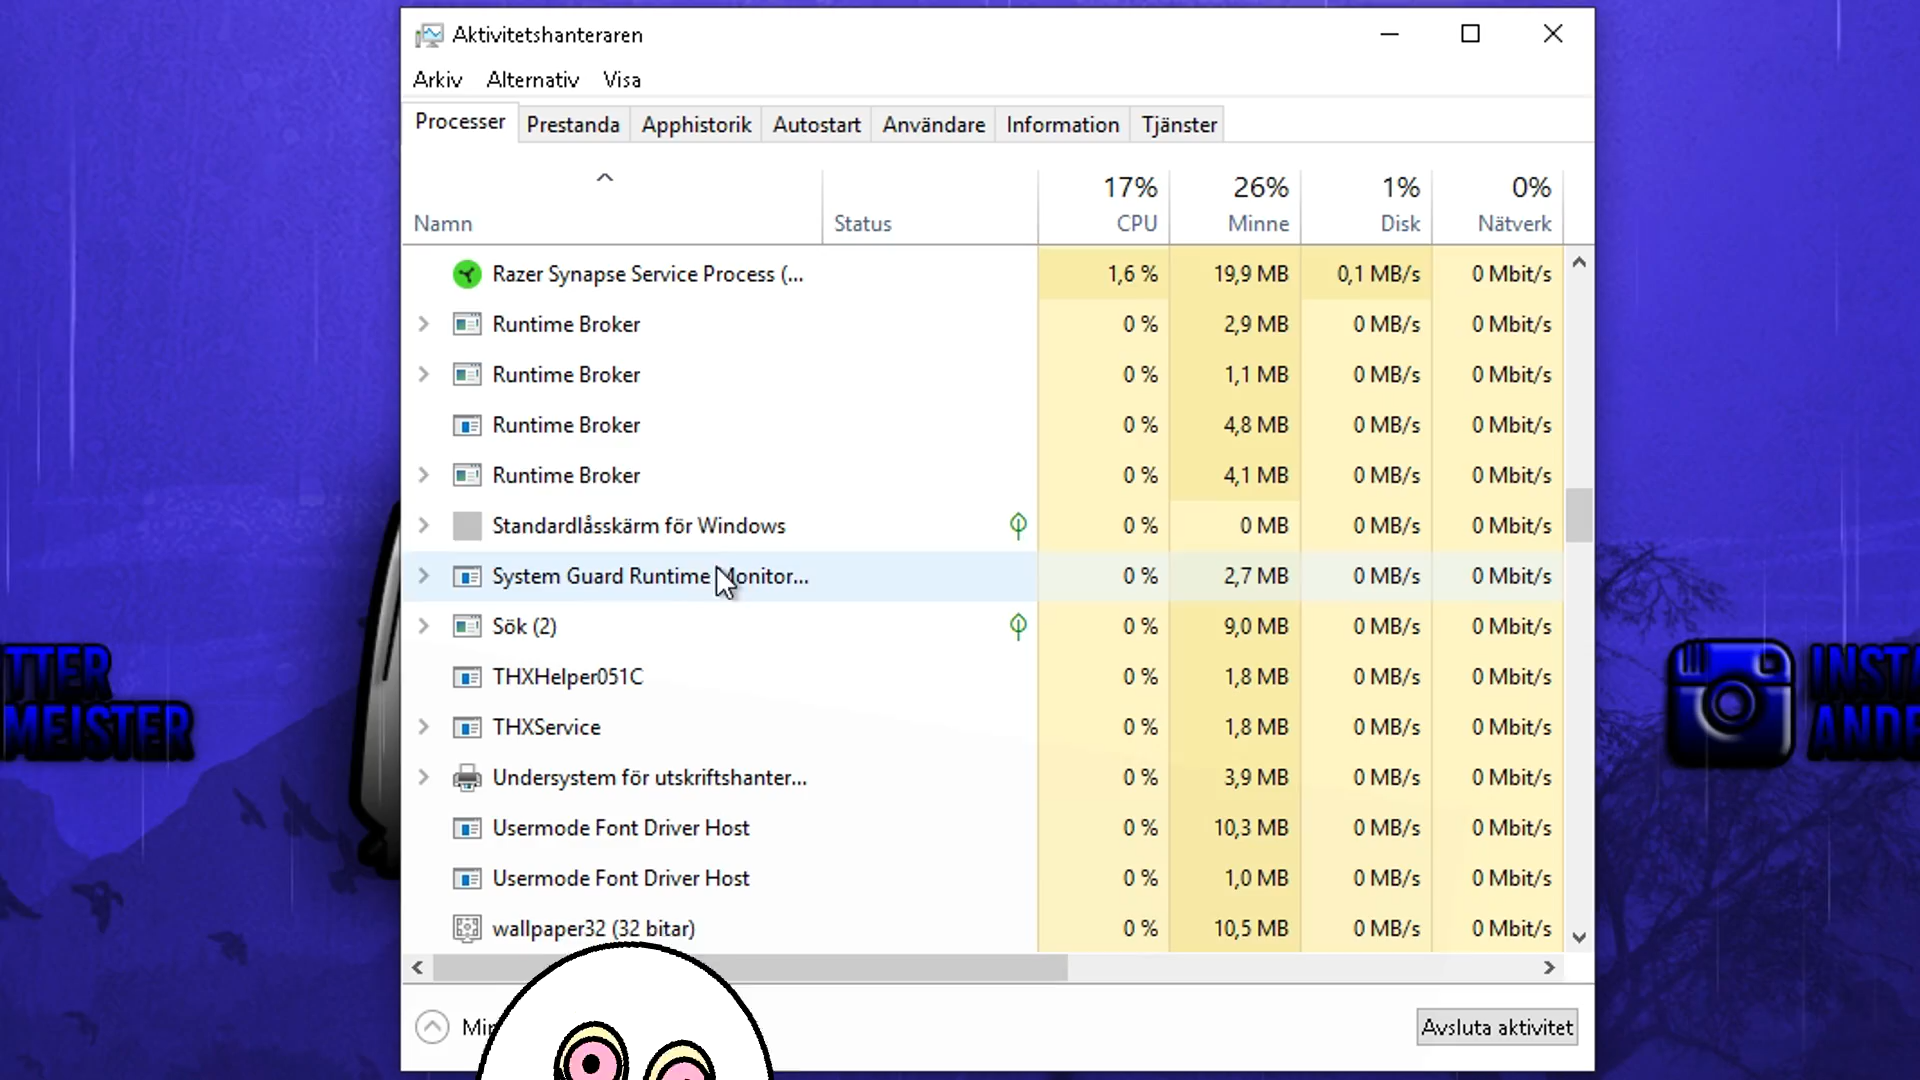 Aktivitetshanteraren
Arkiv Alternativ Visa
Processer Prestanda Apphistorik Autostart Användare Information Tjänster
17% 26% 1% 0%
Namn Status CPU Minne Disk Nätverk
Razer Synapse Service Process (... 1,6 % 19,9 MB 0,1 MB/s 0 Mbit/s
Runtime Broker 0 % 2,9 MB 0 MB/s 0 Mbit/s
Runtime Broker 0 % 1,1 MB 0 MB/s 0 Mbit/s
Runtime Broker 0 % 4,8 MB 0 MB/s 0 Mbit/s
Runtime Broker 0 % 4,1 MB 0 MB/s 0 Mbit/s
Standardlåsskärm för Windows 0 % 0 MB 0 MB/s 0 Mbit/s
System Guard Runtime Monitor... 0 % 2,7 MB 0 MB/s 0 Mbit/s
Sök (2) 0 % 9,0 MB 0 MB/s 0 Mbit/s
THXHelper051C 0 % 1,8 MB 0 MB/s 0 Mbit/s
THXService 0 % 1,8 MB 0 MB/s 0 Mbit/s
Undersystem för utskriftshanter... 0 % 3,9 MB 0 MB/s 0 Mbit/s
Usermode Font Driver Host 0 % 10,3 MB 0 MB/s 0 Mbit/s
Usermode Font Driver Host 0 % 1,0 MB 0 MB/s 0 Mbit/s
wallpaper32 (32 bitar) 0 % 10,5 MB 0 MB/s 0 Mbit/s
Avsluta aktivitet
TTER
MEISTER
INSTA
ANDR